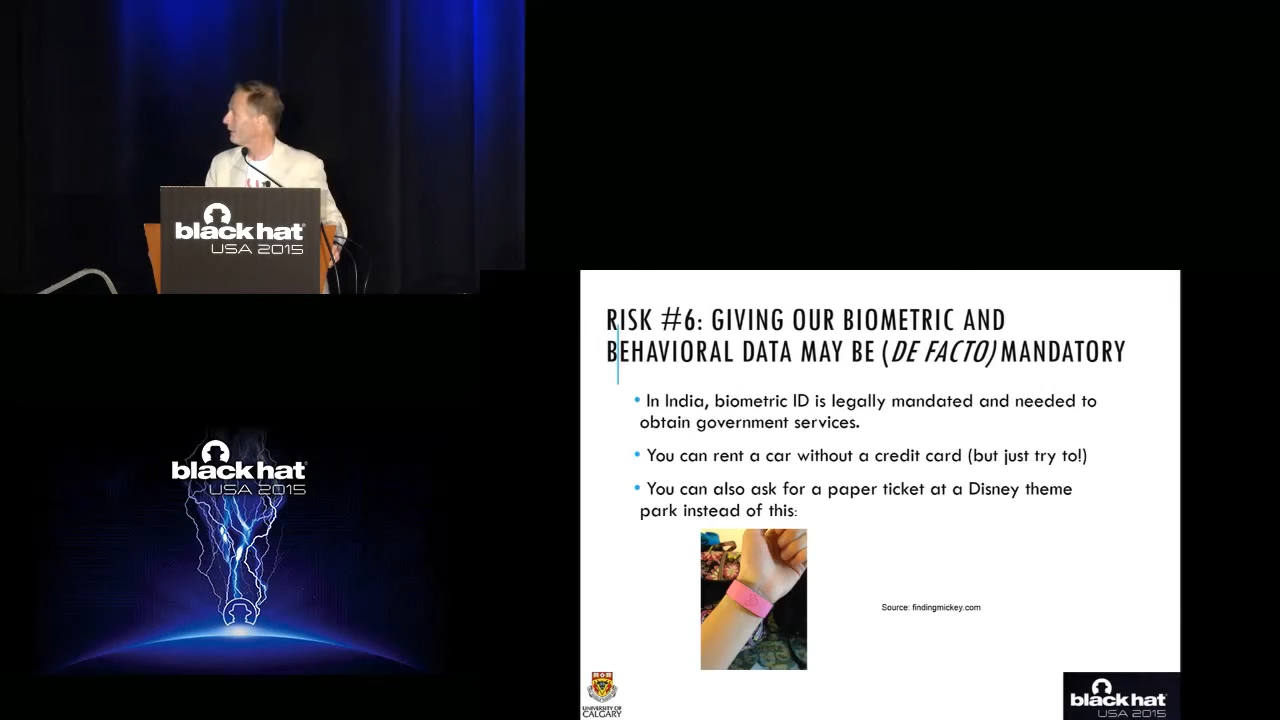 black hat
USA 2015
RISK #6: GIVING OUR BIOMETRIC AND
BEHAVIORAL DATA MAY BE (DE FACTO) MANDATORY
• In India, biometric ID is legally mandated and needed to
obtain government services.
• You can rent a car without a credit card (but just try to!)
• You can also ask for a paper ticket at a Disney theme
park instead of this:
Source: findingmickey.com
black hat
USA 2015
UNIVERSITY OF
CALGARY
black hat
USA 2015